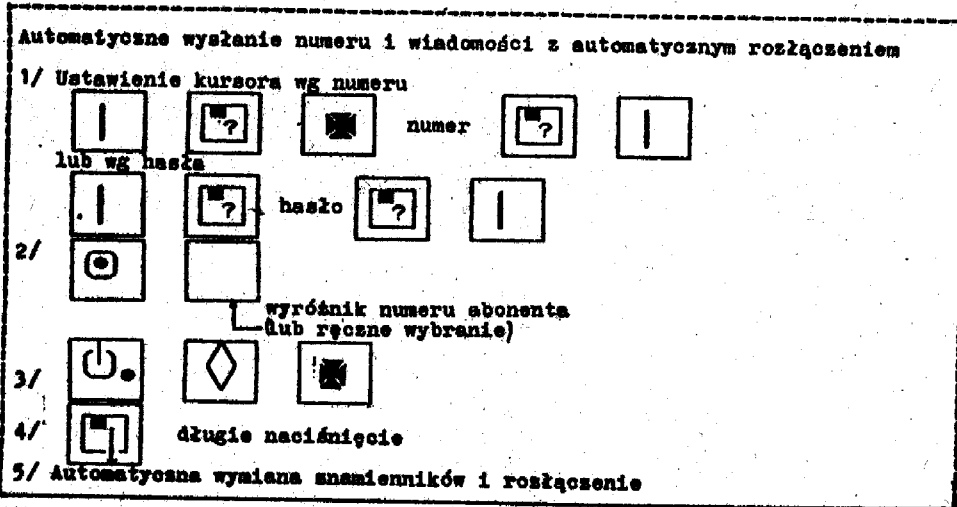 Automatyczne wysłanie numeru i wiadomości z automatycznym rozłączeniem
1/ Ustawienie kursora wg numeru
? numer ?
lub wg hasła
? hasło ?
2/
wyróżnik numeru abonenta
(lub ręczne wybranie)
3/
4/ długie naciśnięcie
5/ Automatyczna wymiana znamienników i rozłączenie